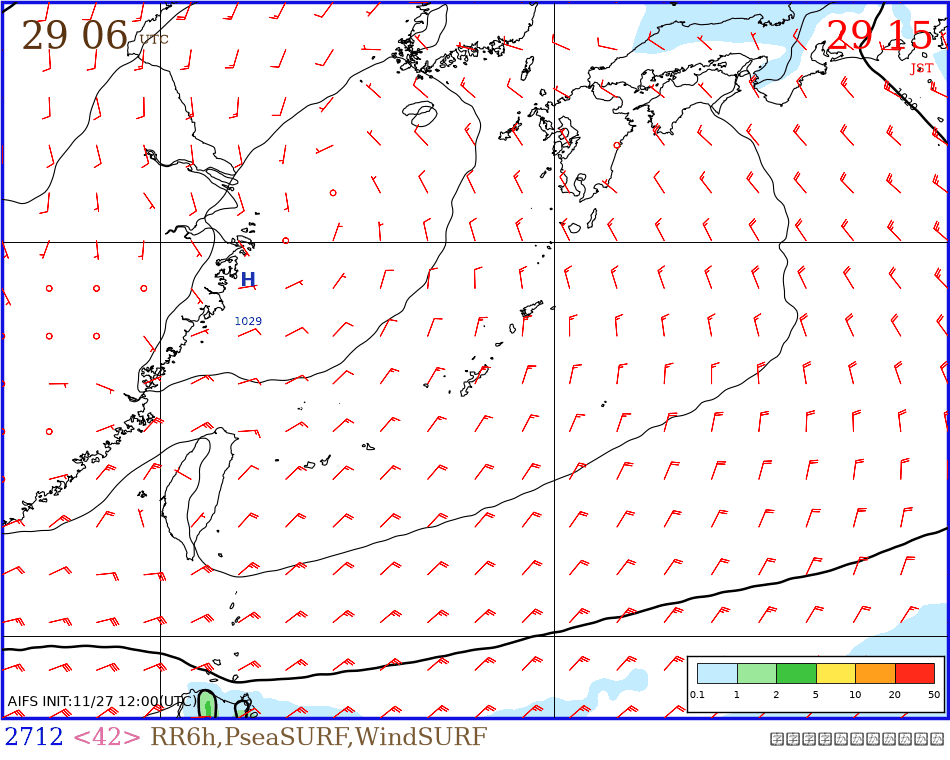 29 06 UTC
29 15
JST
1020
H
1029
0.1 1 2 5 10 20 50
AIFS INIT:11/27 12:00(UTC)
2712 <42> RR6h,PseaSURF,WindSURF